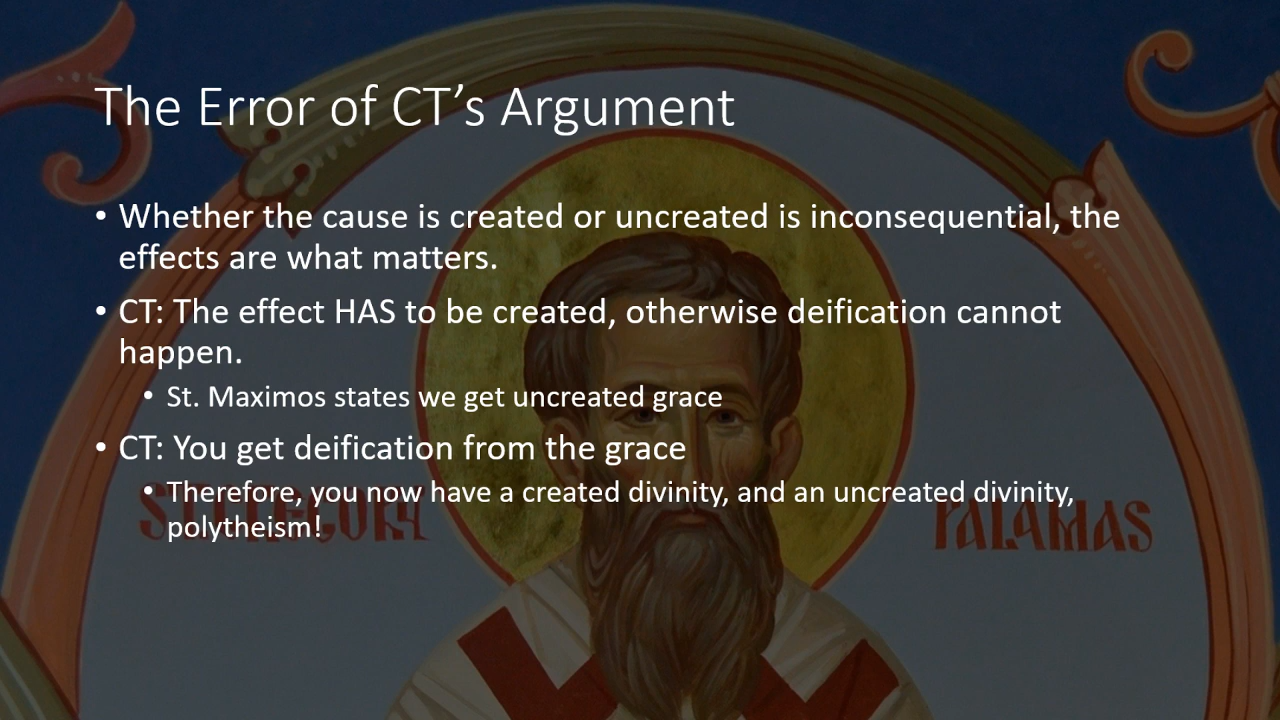 The Error of CT’s Argument
• Whether the cause is created or uncreated is inconsequential, the
effects are what matters.
• CT: The effect HAS to be created, otherwise deification cannot
happen.
• St. Maximos states we get uncreated grace
• CT: You get deification from the grace
• Therefore, you now have a created divinity, and an uncreated divinity,
polytheism!
PALAMAS